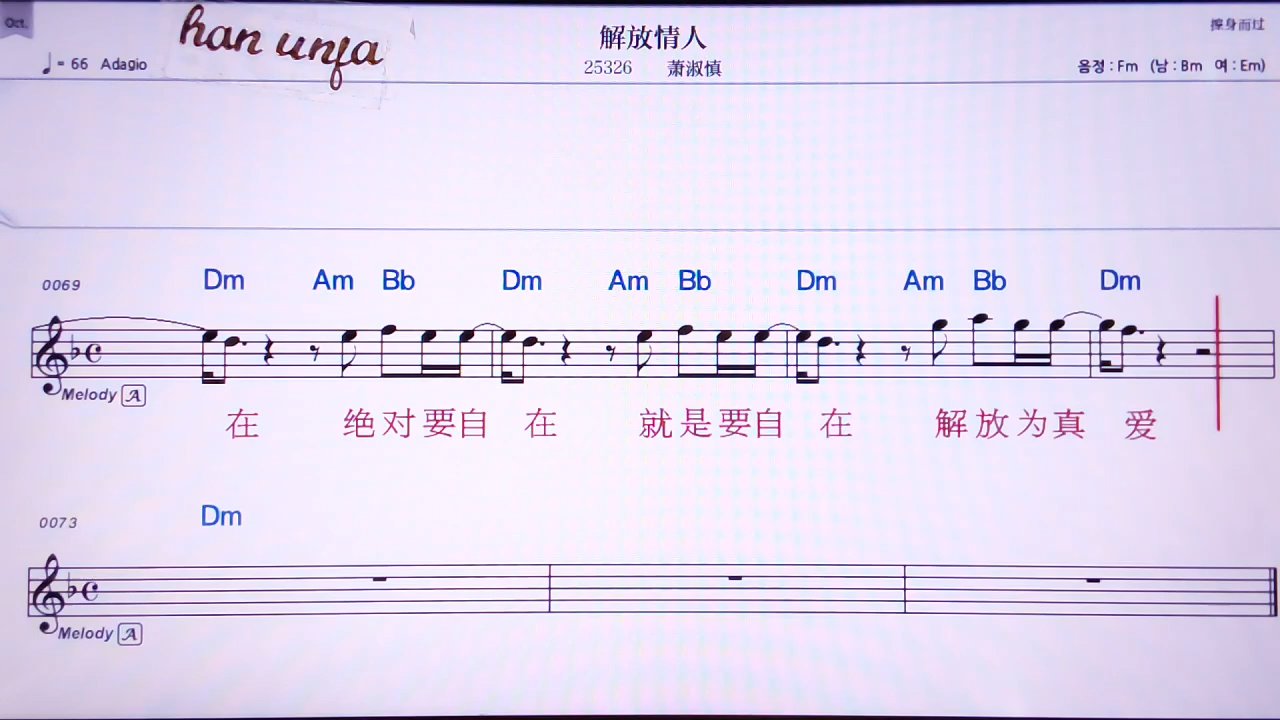 Oct.
han unfa
解放情人
擦身而过
♩= 66 Adagio
25326 萧淑慎
음정 : Fm (남 : Bm 여 : Em)
0069 Dm Am Bb Dm Am Bb Dm Am Bb Dm
Melody A
在 绝对要自 在 就是要自 在 解放为真 爱
0073 Dm
Melody A